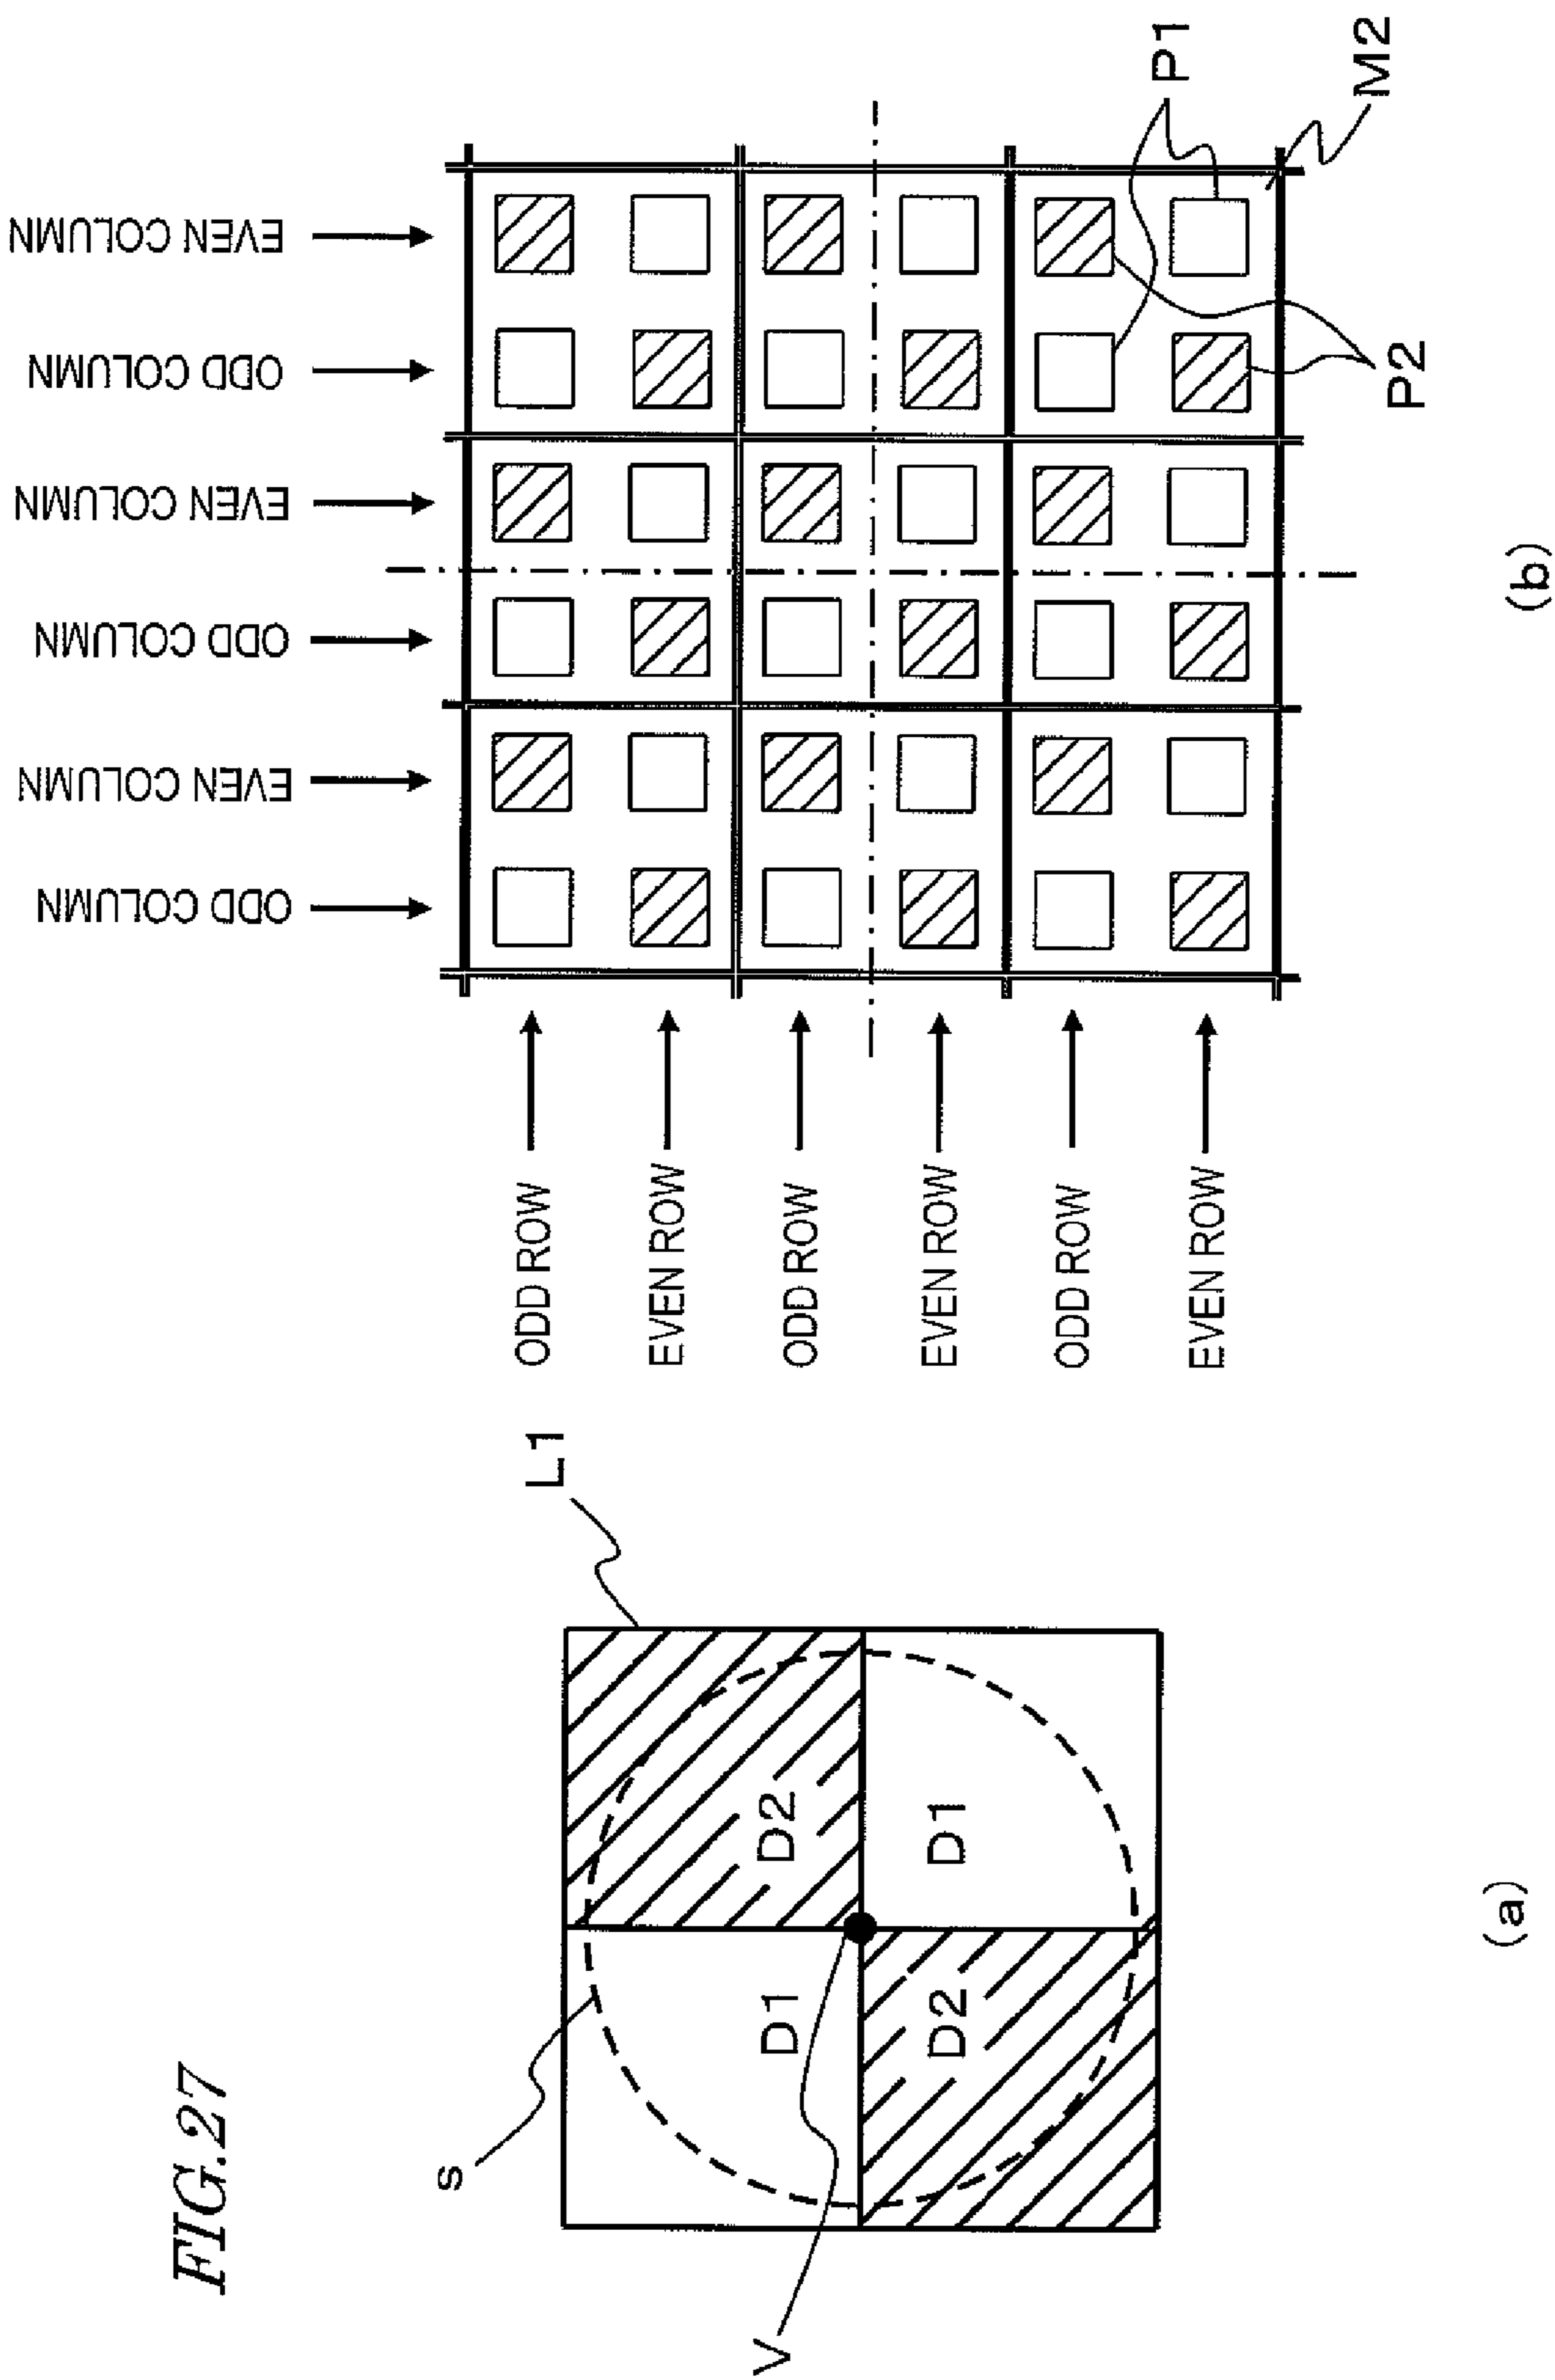 FIG.27
S
V
D1
D2
D2
D1
L1
(a)
ODD COLUMN
EVEN COLUMN
ODD COLUMN
EVEN COLUMN
ODD COLUMN
EVEN COLUMN
ODD ROW
EVEN ROW
ODD ROW
EVEN ROW
ODD ROW
EVEN ROW
P1
P2
M2
(b)